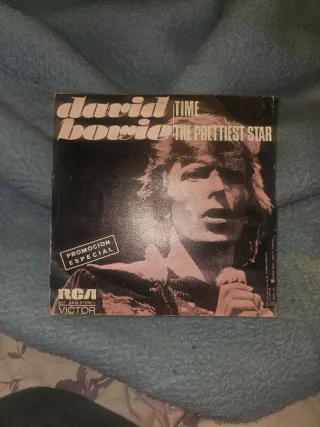 david
bowie
TIME
THE PRETTIEST STAR
PROMOCION
ESPECIAL
RCA
VICTOR